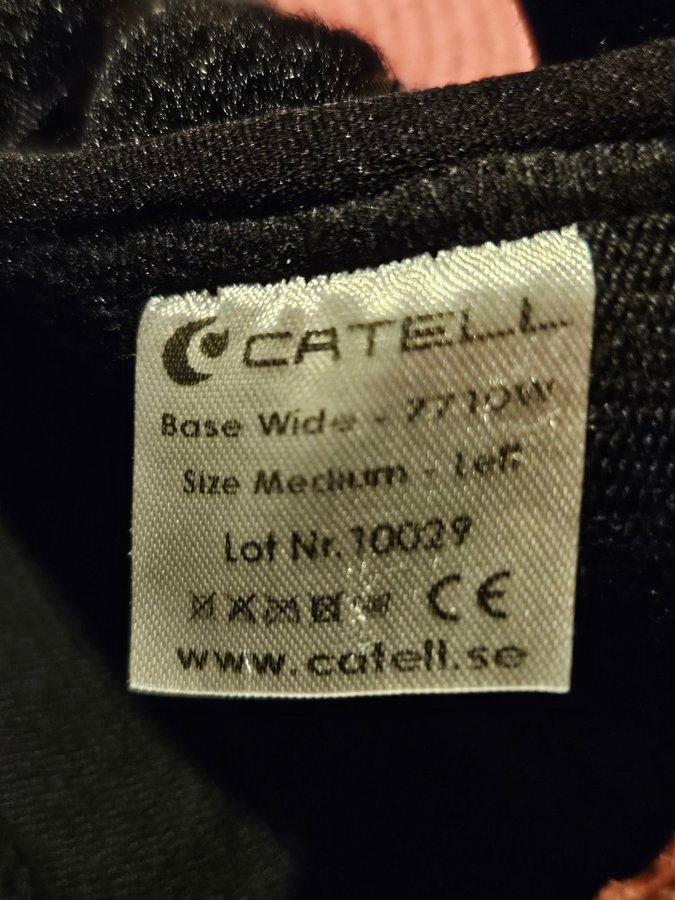 CATELL
Base Wide - 7710W
Size Medium - Left
Lot Nr. 10029
CE
www.catell.se